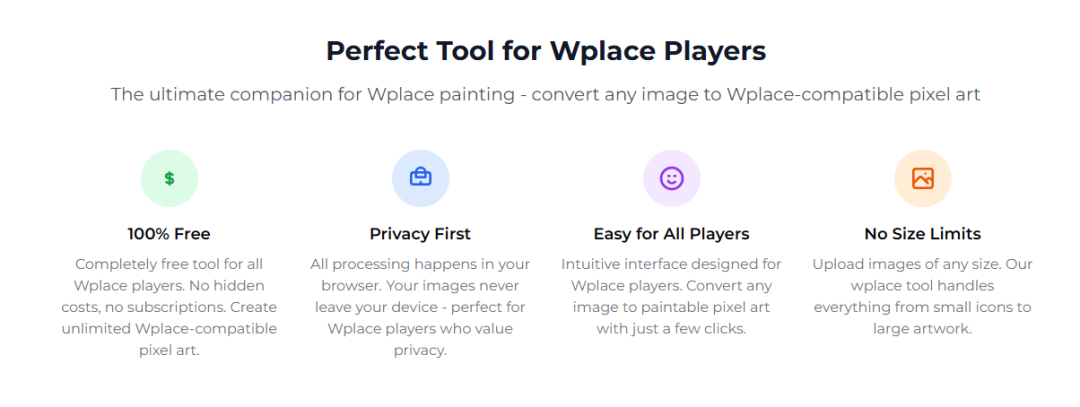 Perfect Tool for Wplace Players
The ultimate companion for Wplace painting - convert any image to Wplace-compatible pixel art
$
100% Free
Completely free tool for all
Wplace players. No hidden
costs, no subscriptions. Create
unlimited Wplace-compatible
pixel art.
Privacy First
All processing happens in your
browser. Your images never
leave your device - perfect for
Wplace players who value
privacy.
Easy for All Players
Intuitive interface designed for
Wplace players. Convert any
image to paintable pixel art
with just a few clicks.
No Size Limits
Upload images of any size. Our
wplace tool handles
everything from small icons to
large artwork.